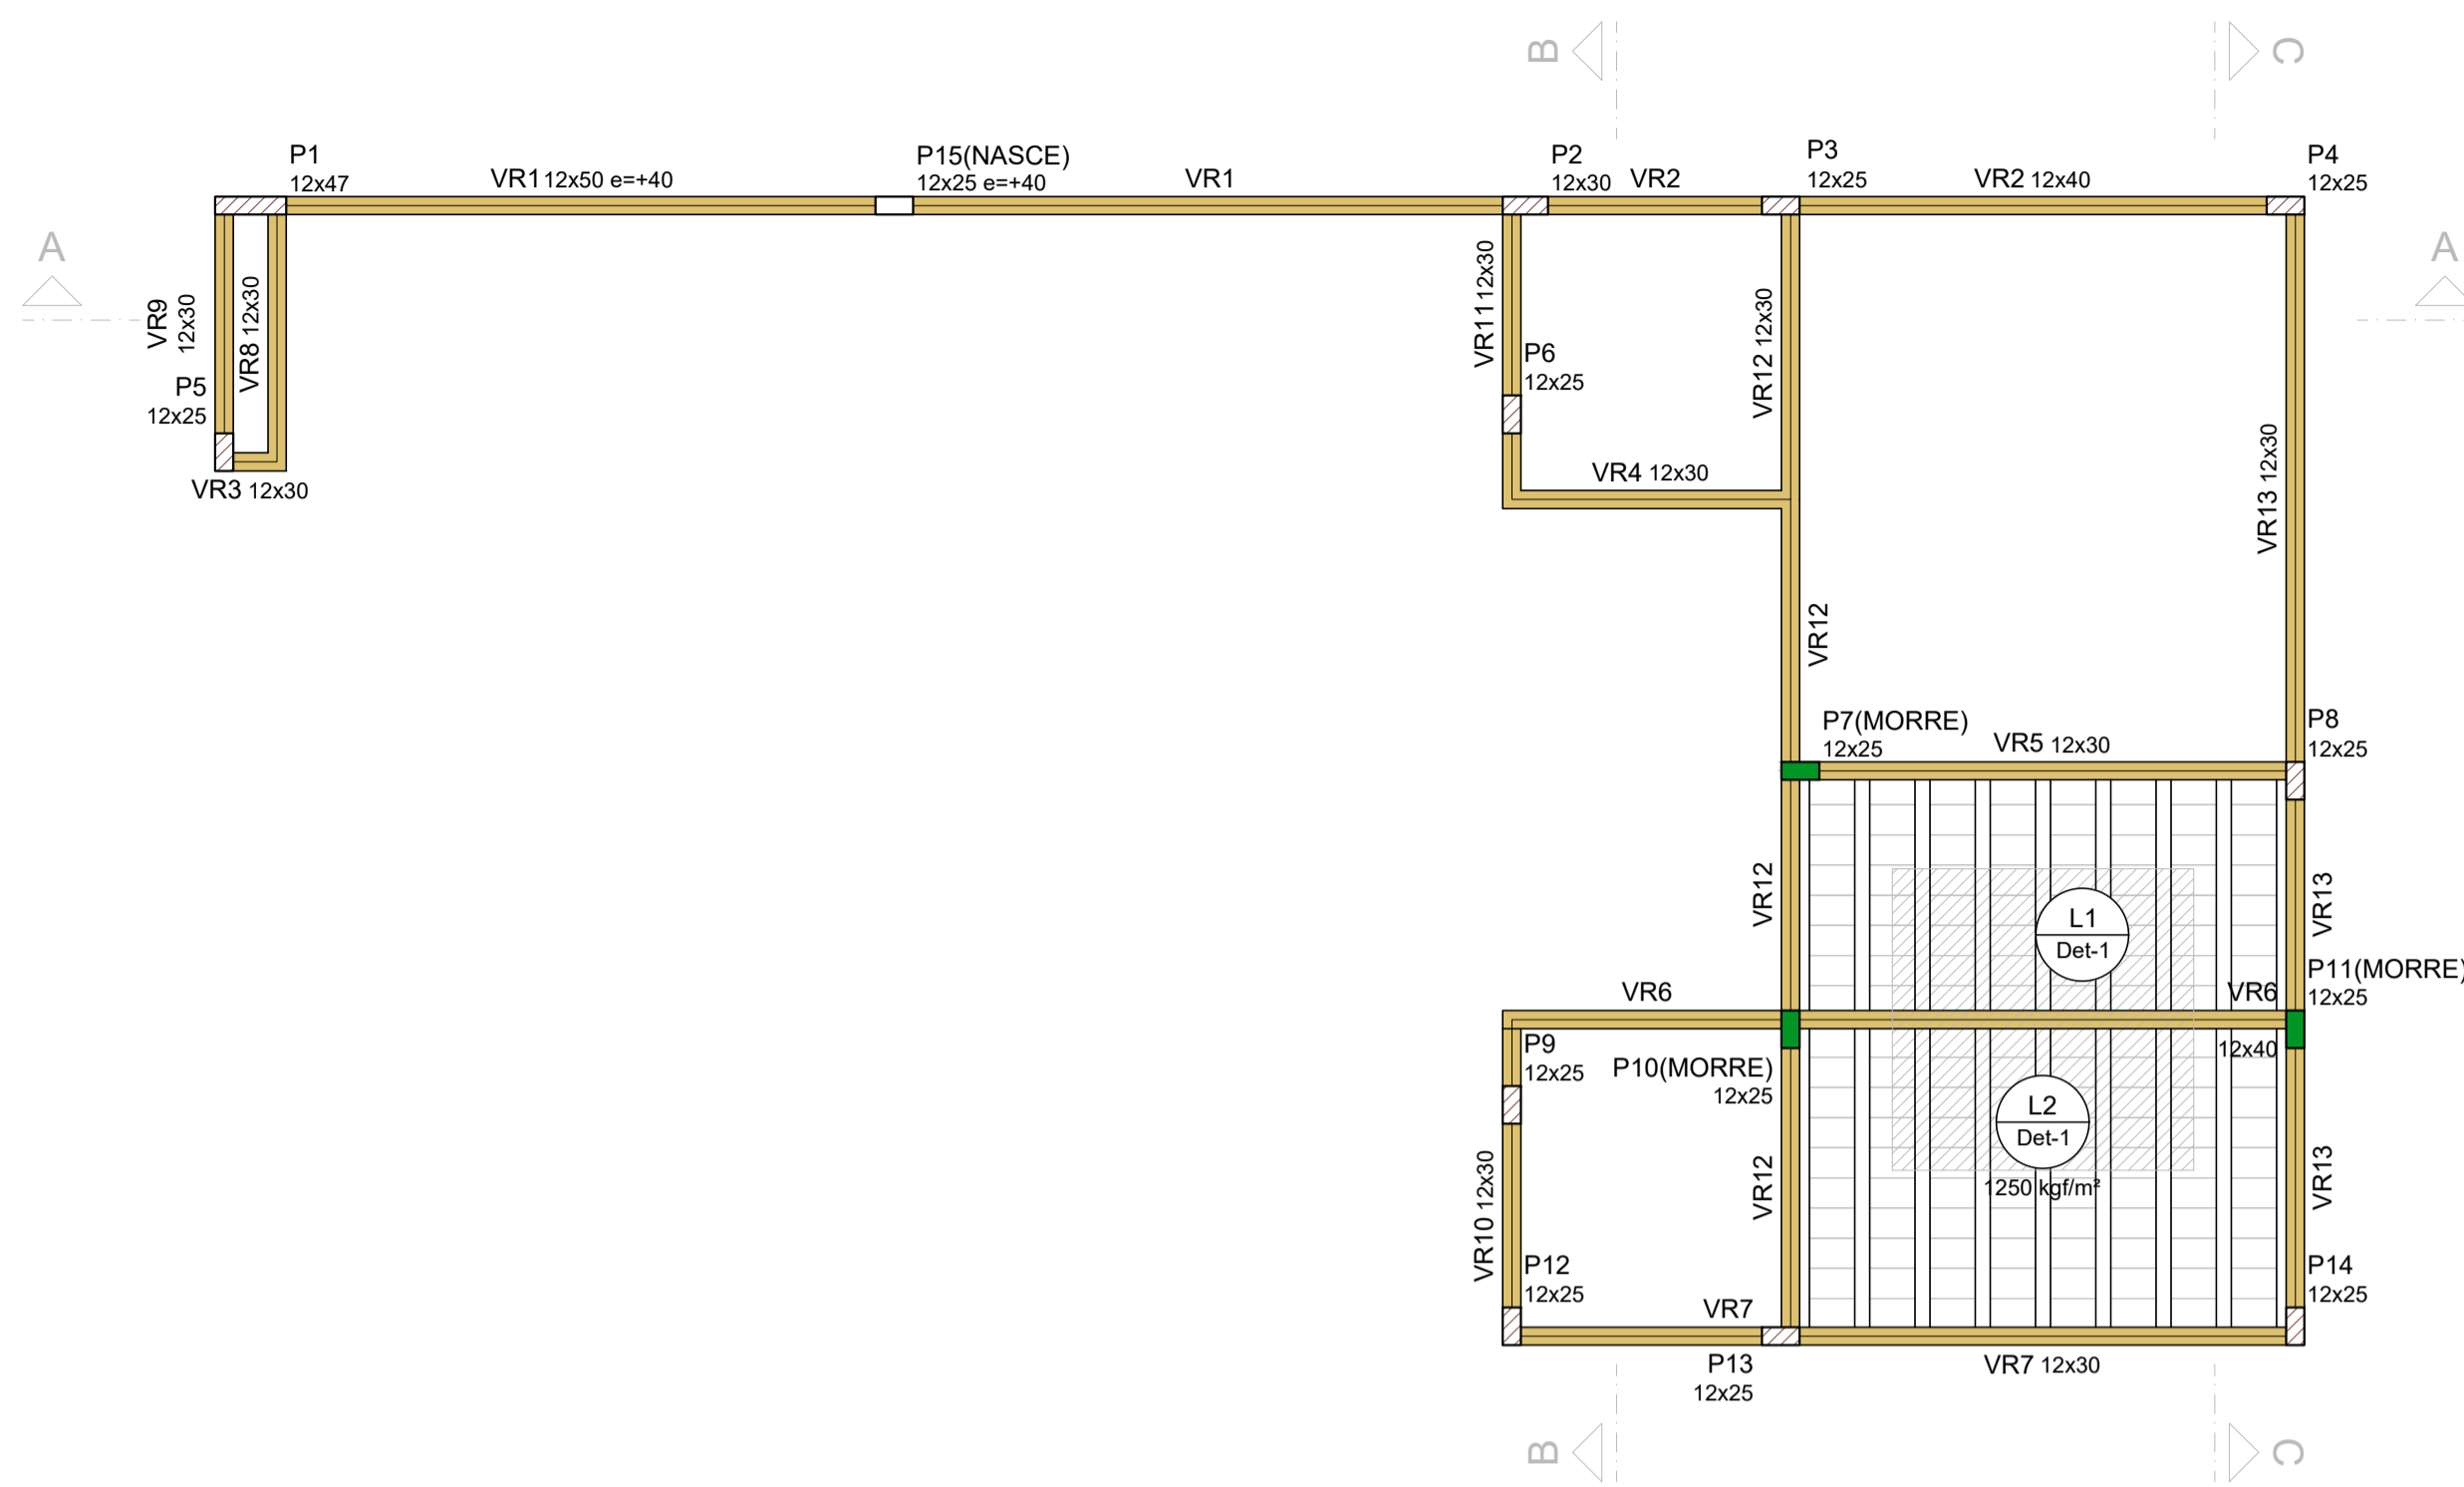 B
C
P1
12x47
VR1 12x50 e=+40
P15(NASCE)
12x25 e=+40
VR1
P2
12x30
VR2
P3
12x25
VR2 12x40
P4
12x25
A
A
VR9
12x30
VR8 12x30
P5
12x25
VR3 12x30
VR11 12x30
P6
12x25
VR12 12x30
VR4 12x30
VR13 12x30
VR12
P7(MORRE)
12x25
VR5 12x30
P8
12x25
VR12
L1
Det-1
VR13
VR6
VR6
P11(MORRE)
12x25
12x40
P9
12x25
P10(MORRE)
12x25
L2
Det-1
1250 kgf/m²
VR10 12x30
VR12
VR13
P12
12x25
VR7
P14
12x25
P13
12x25
VR7 12x30
B
C